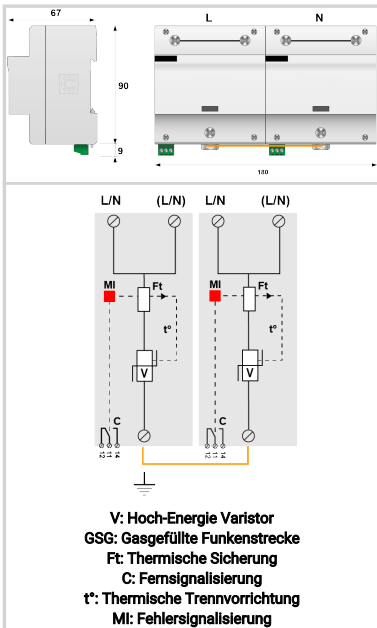 67
L
N
90
9
180
L/N
(L/N)
L/N
(L/N)
MI
Ft
MI
Ft
t°
t°
V
V
C
C
12
11
14
12
11
14
V: Hoch-Energie Varistor
GSG: Gasgefüllte Funkenstrecke
Ft: Thermische Sicherung
C: Fernsignalisierung
t°: Thermische Trennvorrichtung
MI: Fehlersignalisierung